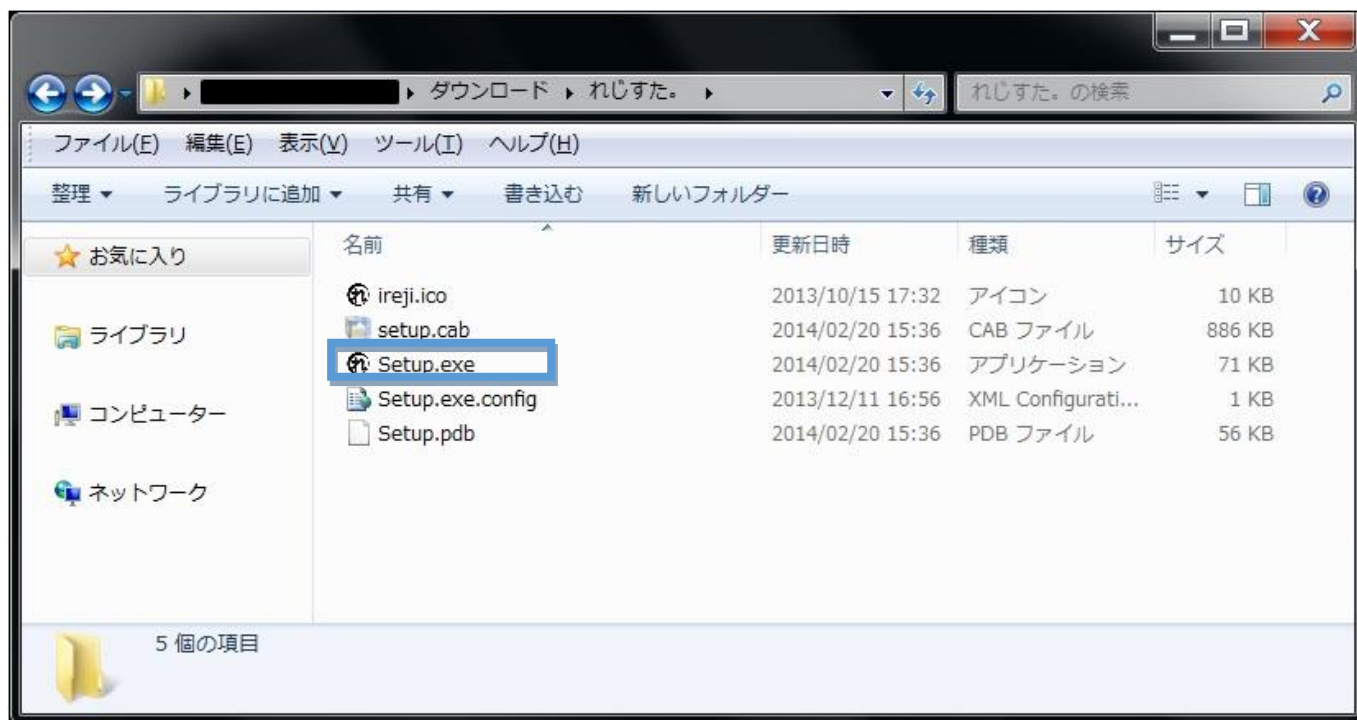 ダウンロード れじすた。 れじすた。の検索
ファイル(F) 編集(E) 表示(V) ツール(T) ヘルプ(H)
整理 ライブラリに追加 共有 書き込む 新しいフォルダー
お気に入り
ライブラリ
コンピューター
ネットワーク
名前 更新日時 種類 サイズ
ireji.ico 2013/10/15 17:32 アイコン 10 KB
setup.cab 2014/02/20 15:36 CAB ファイル 886 KB
Setup.exe 2014/02/20 15:36 アプリケーション 71 KB
Setup.exe.config 2013/12/11 16:56 XML Configurati... 1 KB
Setup.pdb 2014/02/20 15:36 PDB ファイル 56 KB
5 個の項目